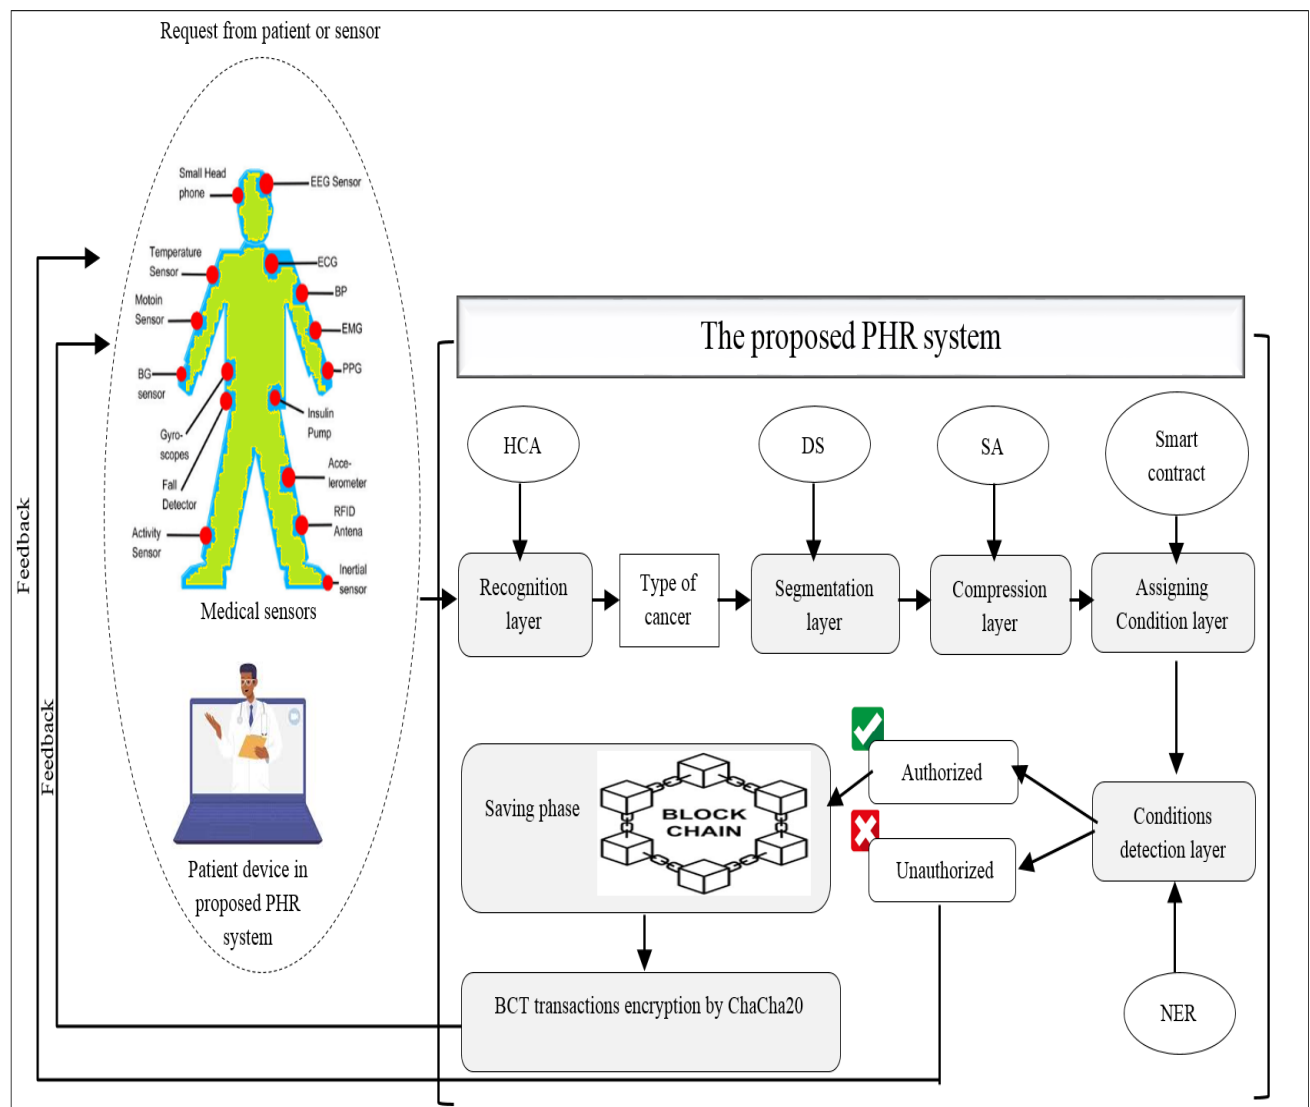 Request from patient or sensor
Small Head
phone
EEG Sensor
Temperature
Sensor
ECG
BP
Motoin
Sensor
EMG
BG
sensor
PPG
Gyro-
scopes
Insulin
Pump
Fall
Detector
Acce-
lerometer
RFID
Antena
Activity
Sensor
Inertial
sensor
Medical sensors
Patient device in
proposed PHR
system
Feedback
Feedback
The proposed PHR system
HCA
DS
SA
Smart
contract
Recognition
layer
Type of
cancer
Segmentation
layer
Compression
layer
Assigning
Condition layer
Saving phase
BLOCK
CHAIN
Authorized
Unauthorized
Conditions
detection layer
BCT transactions encryption by ChaCha20
NER